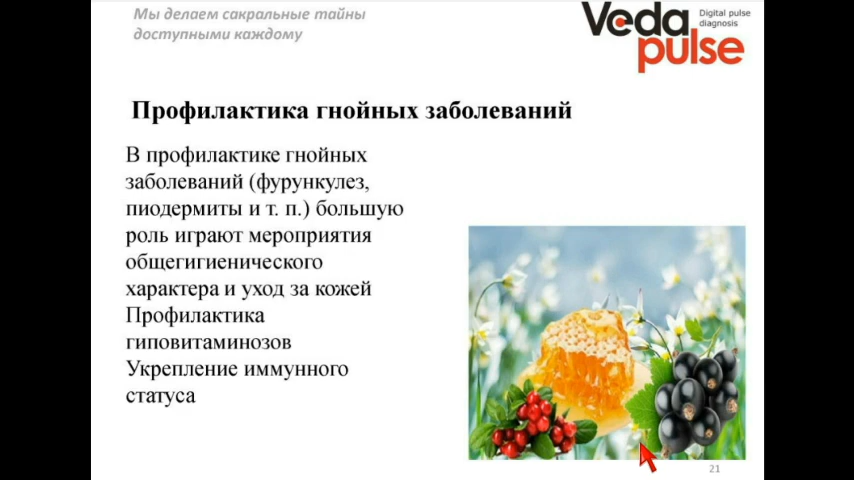 Мы делаем сакральные тайны
доступными каждому
Veda
pulse
Digital pulse
diagnosis
Профилактика гнойных заболеваний
В профилактике гнойных
заболеваний (фурункулез,
пиодермиты и т. п.) большую
роль играют мероприятия
общегигиенического
характера и уход за кожей
Профилактика
гиповитаминозов
Укрепление иммунного
статуса
21